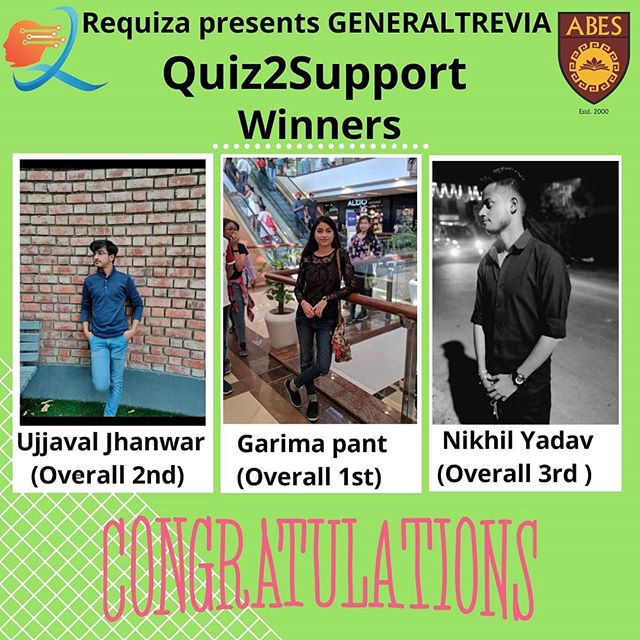 Requiza presents GENERALTREVIA
Quiz2Support
Winners
ABES
Estd. 2000
ALDO
Ujjaval Jhanwar
(Overall 2nd)
Garima pant
(Overall 1st)
Nikhil Yadav
(Overall 3rd )
CONGRATULATIONS